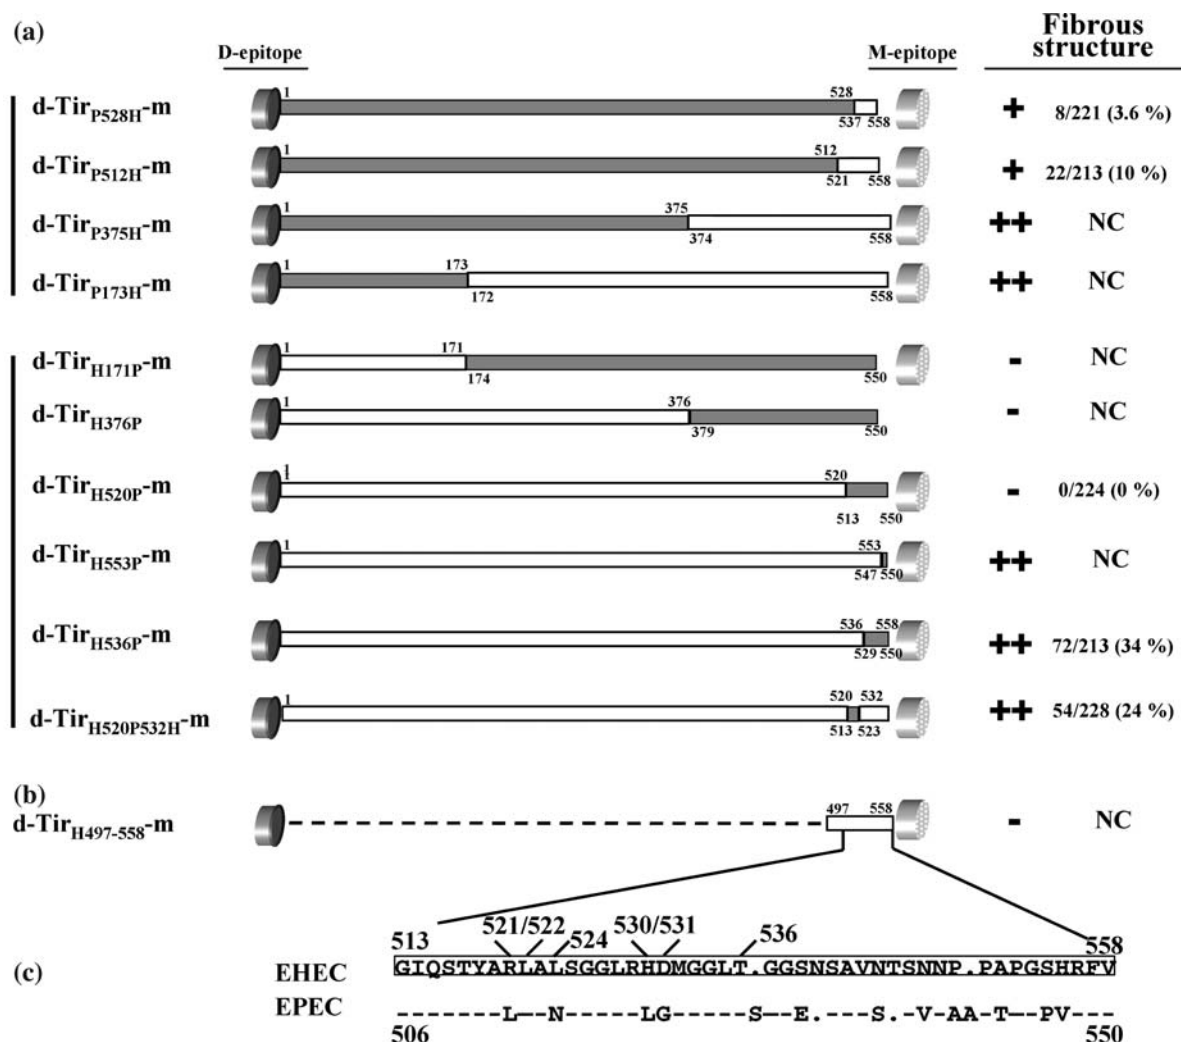 (a)
Fibrous structure
D-epitope M-epitope
d-TirP528H-m 1 528 537 558 + 8/221 (3.6 %)
d-TirP512H-m 1 512 521 558 + 22/213 (10 %)
d-TirP375H-m 1 375 374 558 ++ NC
d-TirP173H-m 1 173 172 558 ++ NC
d-TirH171P-m 1 171 174 550 - NC
d-TirH376P 1 376 379 550 - NC
d-TirH520P-m 1 520 513 550 - 0/224 (0 %)
d-TirH553P-m 1 553 547 550 ++ NC
d-TirH536P-m 1 536 558 529 550 ++ 72/213 (34 %)
d-TirH520P532H-m 1 520 532 513 523 ++ 54/228 (24 %)
(b)
d-TirH497-558-m 497 558 - NC
513 521/522 524 530/531 536 558
(c)
EHEC GIQSTYARLALSGGLRHDMGGLT.GGSNSAVNTSNNP.PAPGSHRFV
EPEC -------L—N-----LG------S—E.---S.-V-AA-T—PV----
506 550